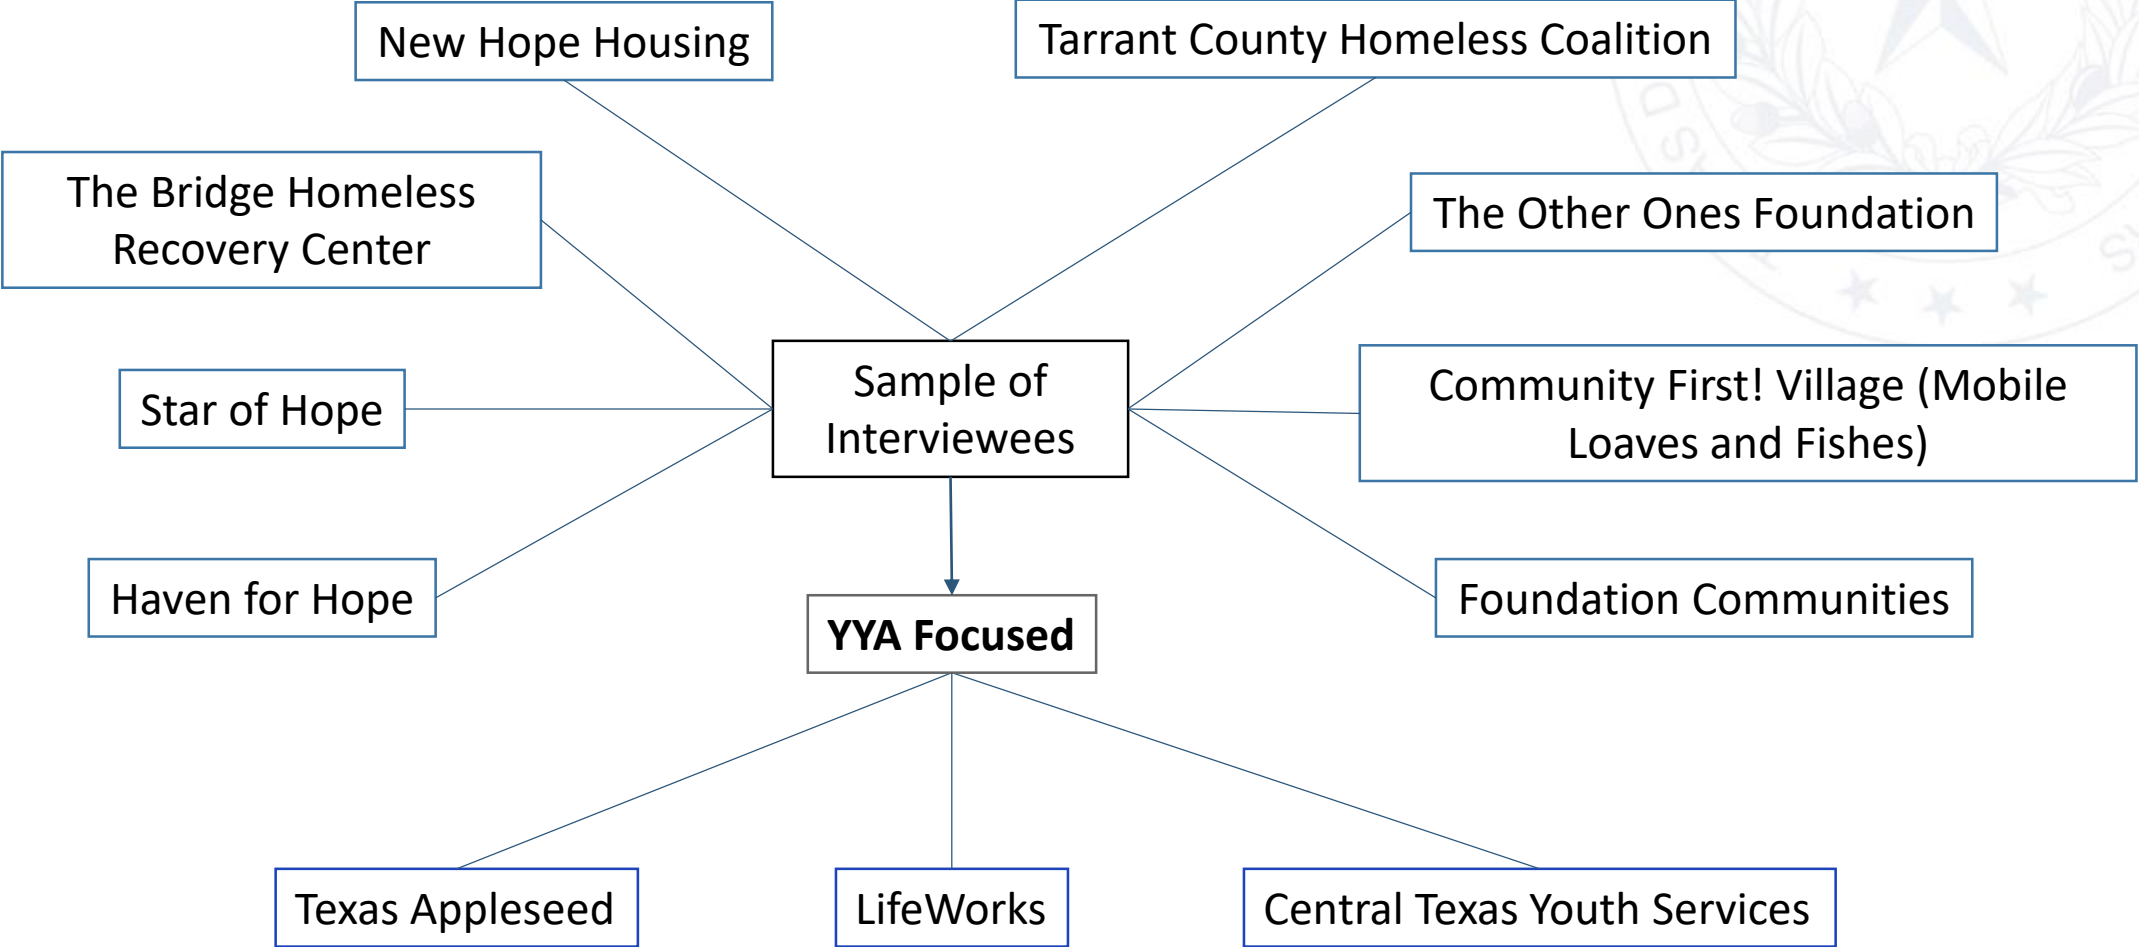 New Hope Housing
Tarrant County Homeless Coalition
The Bridge Homeless
Recovery Center
The Other Ones Foundation
Sample of
Interviewees
Star of Hope
Community First! Village (Mobile
Loaves and Fishes)
Haven for Hope
Foundation Communities
YYA Focused
Texas Appleseed
LifeWorks
Central Texas Youth Services